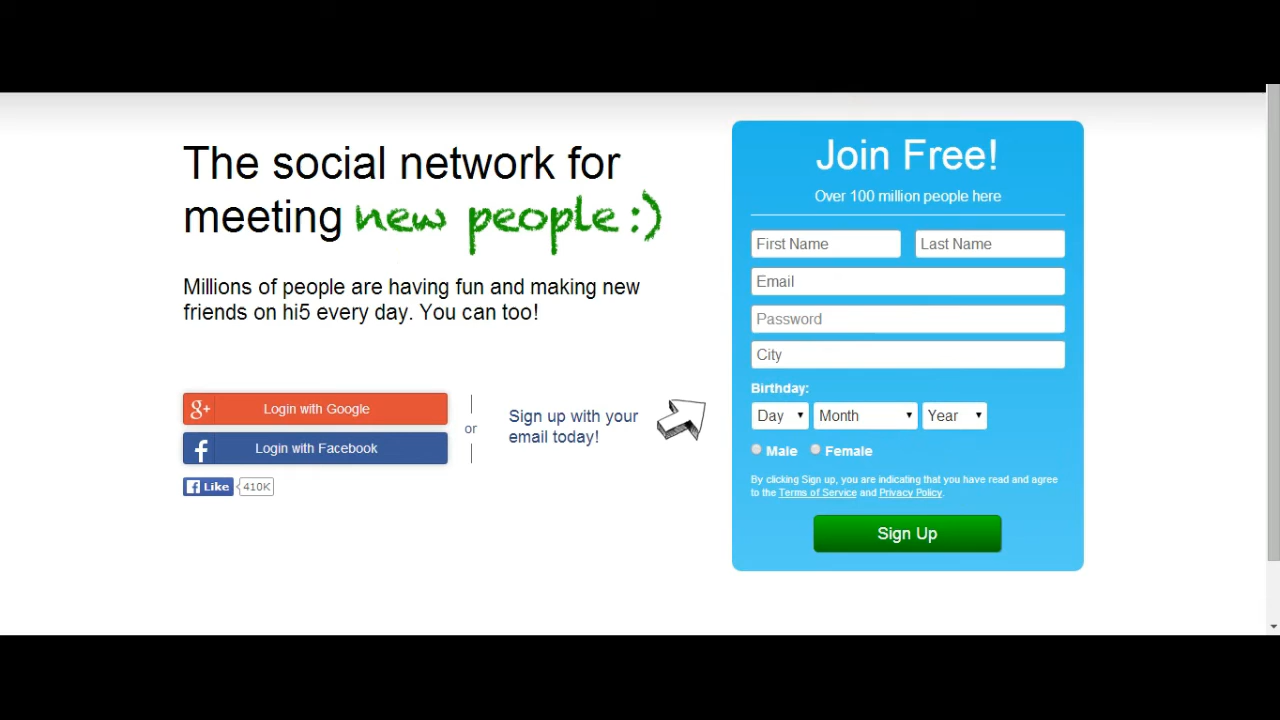 The social network for
meeting new people :)
Millions of people are having fun and making new
friends on hi5 every day. You can too!
g+ Login with Google
f Login with Facebook
f Like 410K
or
Sign up with your
email today!
Join Free!
Over 100 million people here
First Name Last Name
Email
Password
City
Birthday:
Day Month Year
Male Female
By clicking Sign up, you are indicating that you have read and agree
to the Terms of Service and Privacy Policy.
Sign Up